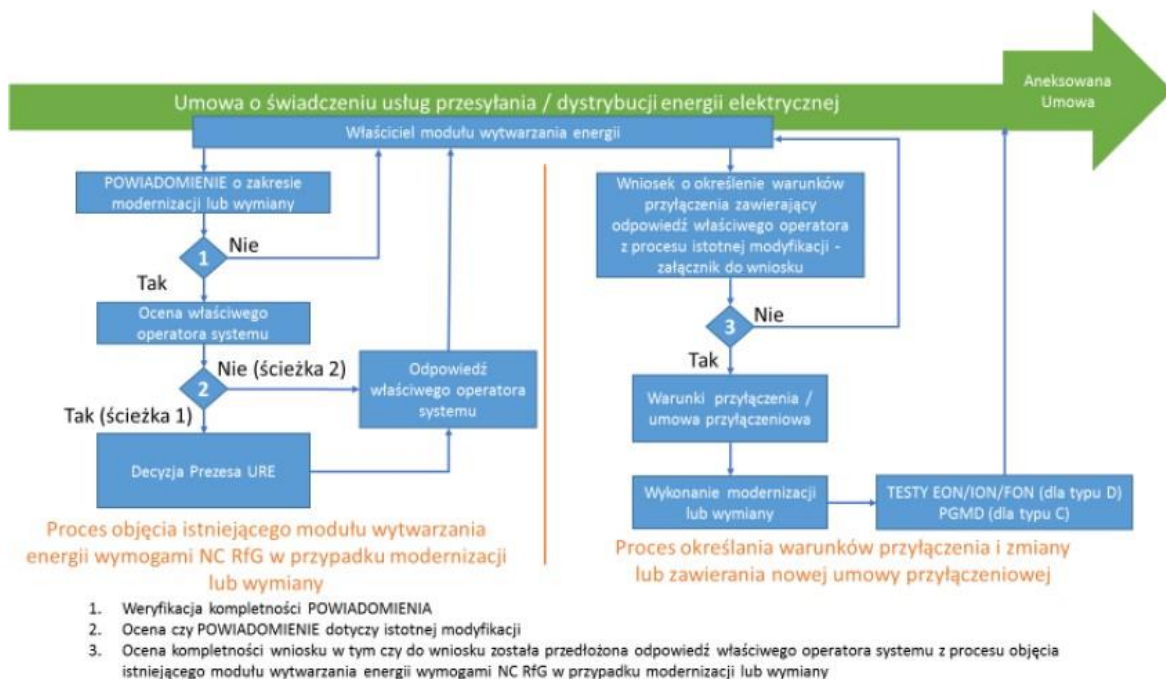 Umowa o świadczeniu usług przesyłania / dystrybucji energii elektrycznej
Aneksowana
Umowa
Właściciel modułu wytwarzania energii
POWIADOMIENIE o zakresie
modernizacji lub wymiany
1
Nie
Tak
Ocena właściwego
operatora systemu
2
Nie (ścieżka 2)
Tak (ścieżka 1)
Odpowiedź
właściwego operatora
systemu
Decyzja Prezesa URE
Proces objęcia istniejącego modułu wytwarzania
energii wymogami NC RfG w przypadku modernizacji
lub wymiany
Wniosek o określenie warunków
przyłączenia zawierający
odpowiedź właściwego operatora
z procesu istotnej modyfikacji -
załącznik do wniosku
3
Nie
Tak
Warunki przyłączenia /
umowa przyłączeniowa
Wykonanie modernizacji
lub wymiany
TESTY EON/ION/FON (dla typu D)
PGMD (dla typu C)
Proces określania warunków przyłączenia i zmiany
lub zawierania nowej umowy przyłączeniowej
1. Weryfikacja kompletności POWIADOMIENIA
2. Ocena czy POWIADOMIENIE dotyczy istotnej modyfikacji
3. Ocena kompletności wniosku w tym czy do wniosku została przedłożona odpowiedź właściwego operatora systemu z procesu objęcia
istniejącego modułu wytwarzania energii wymogami NC RfG w przypadku modernizacji lub wymiany